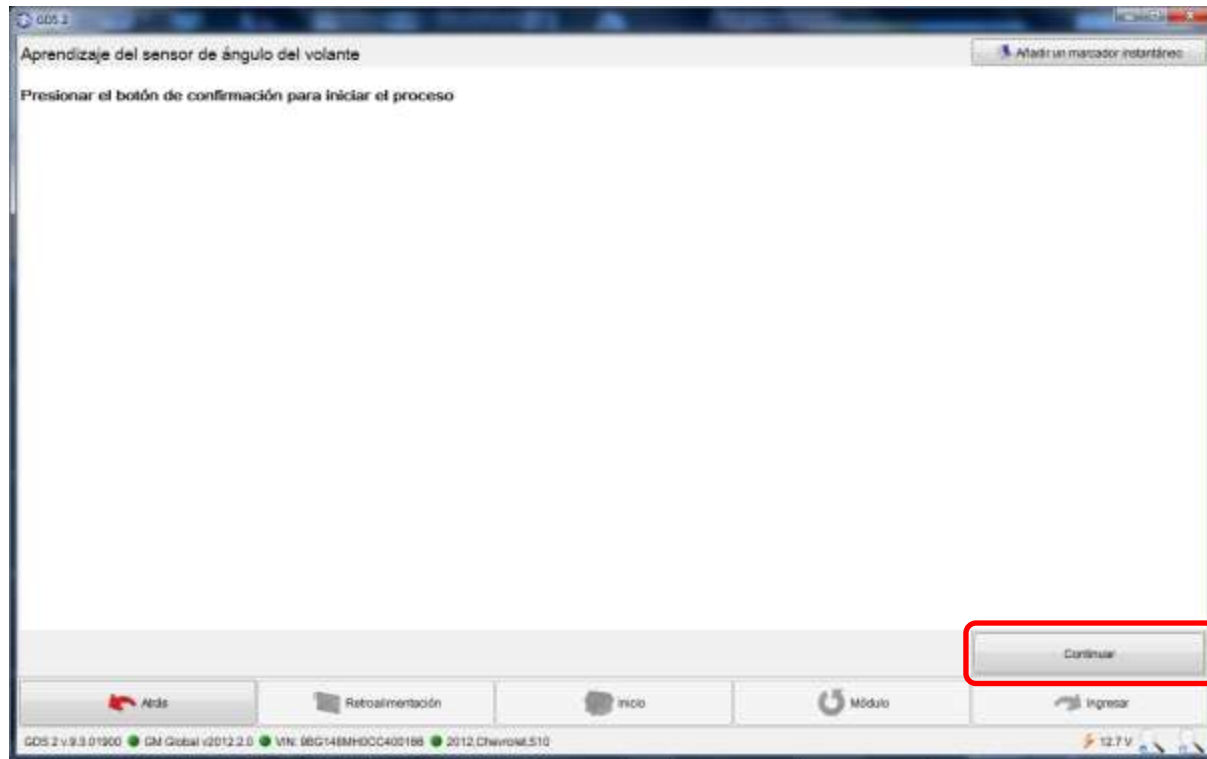 GDS 2
Aprendizaje del sensor de ángulo del volante
Añadir un marcador instantáneo
Presionar el botón de confirmación para iniciar el proceso
Continuar
Atrás
Retroalimentación
Inicio
Módulo
Ingresar
GDS 2 v.9.3.01900 GM Global v2012.2.0 VIN: 9BG148MH0CC400166 2012,Chevrolet,S10
12.7 V